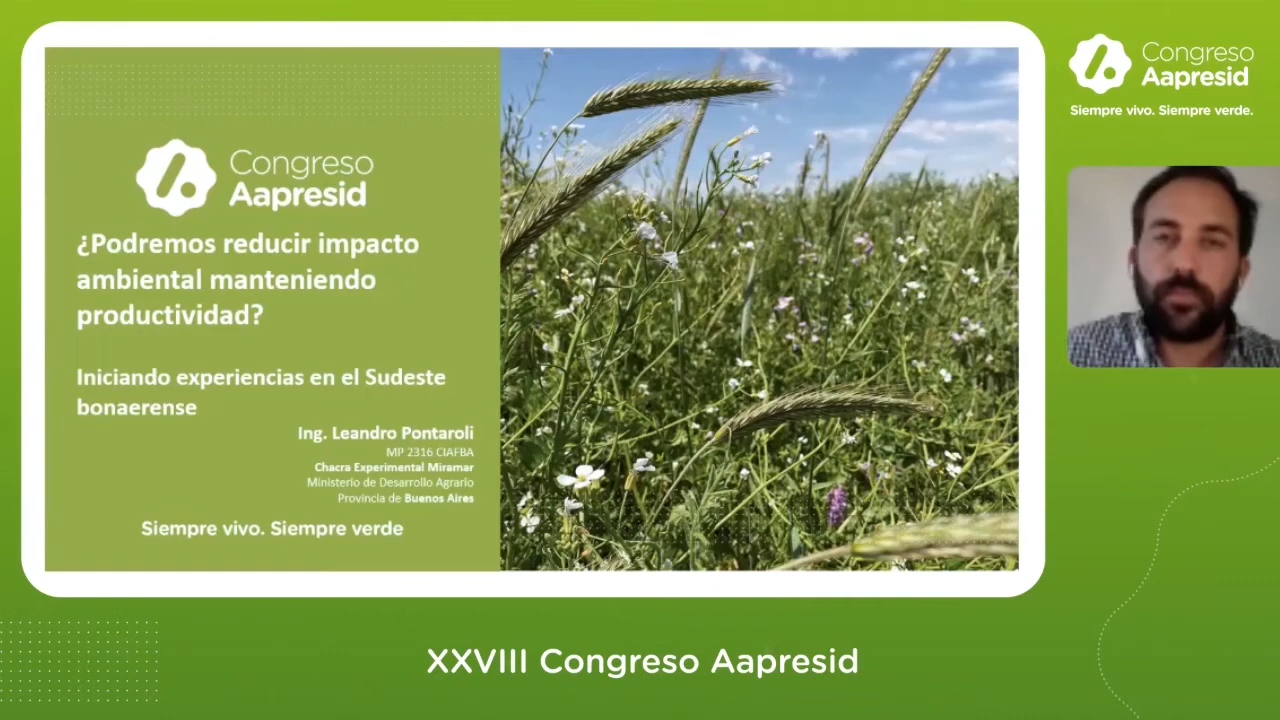 Congreso
Aapresid
¿Podremos reducir impacto
ambiental manteniendo
productividad?
Iniciando experiencias en el Sudeste
bonaerense
Ing. Leandro Pontaroli
MP 2316 CIAFBA
Chacra Experimental Miramar
Ministerio de Desarrollo Agrario
Provincia de Buenos Aires
Siempre vivo. Siempre verde
Congreso
Aapresid
Siempre vivo. Siempre verde.
XXVIII Congreso Aapresid